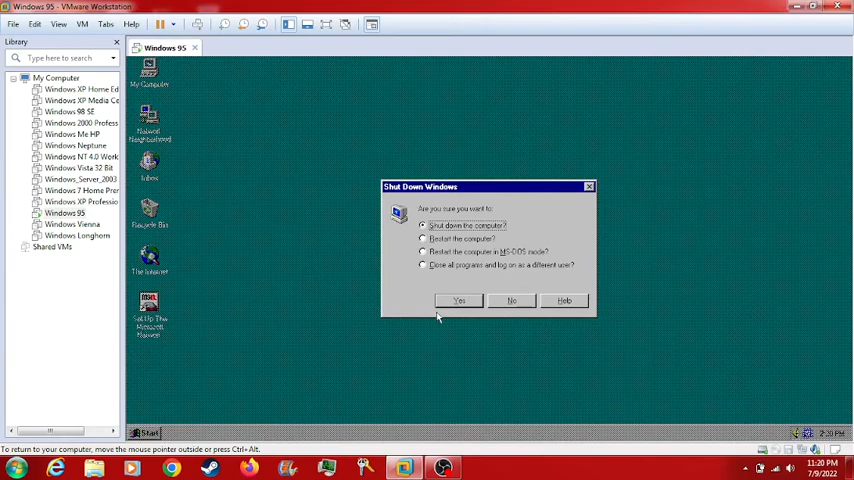 Windows 95 - VMware Workstation
File Edit View VM Tabs Help
Library
Type here to search
My Computer
Windows XP Home Ed
Windows XP Media Ce
Windows 98 SE
Windows 2000 Profess
Windows Me HP
Windows Neptune
Windows NT 4.0 Work
Windows Vista 32 Bit
Windows_Server_2003
Windows 7 Home Prer
Windows XP Professio
Windows 95
Windows Vienna
Windows Longhorn
Shared VMs
Windows 95
My Computer
Network
Neighborhood
Inbox
Recycle Bin
The Internet
msn
Set Up The
Microsoft
Network
Shut Down Windows
Are you sure you want to:
Shut down the computer?
Restart the computer?
Restart the computer in MS-DOS mode?
Close all programs and log on as a different user?
Yes
No
Help
Start
2:30 PM
To return to your computer, move the mouse pointer outside or press Ctrl+Alt.
11:20 PM
7/9/2022